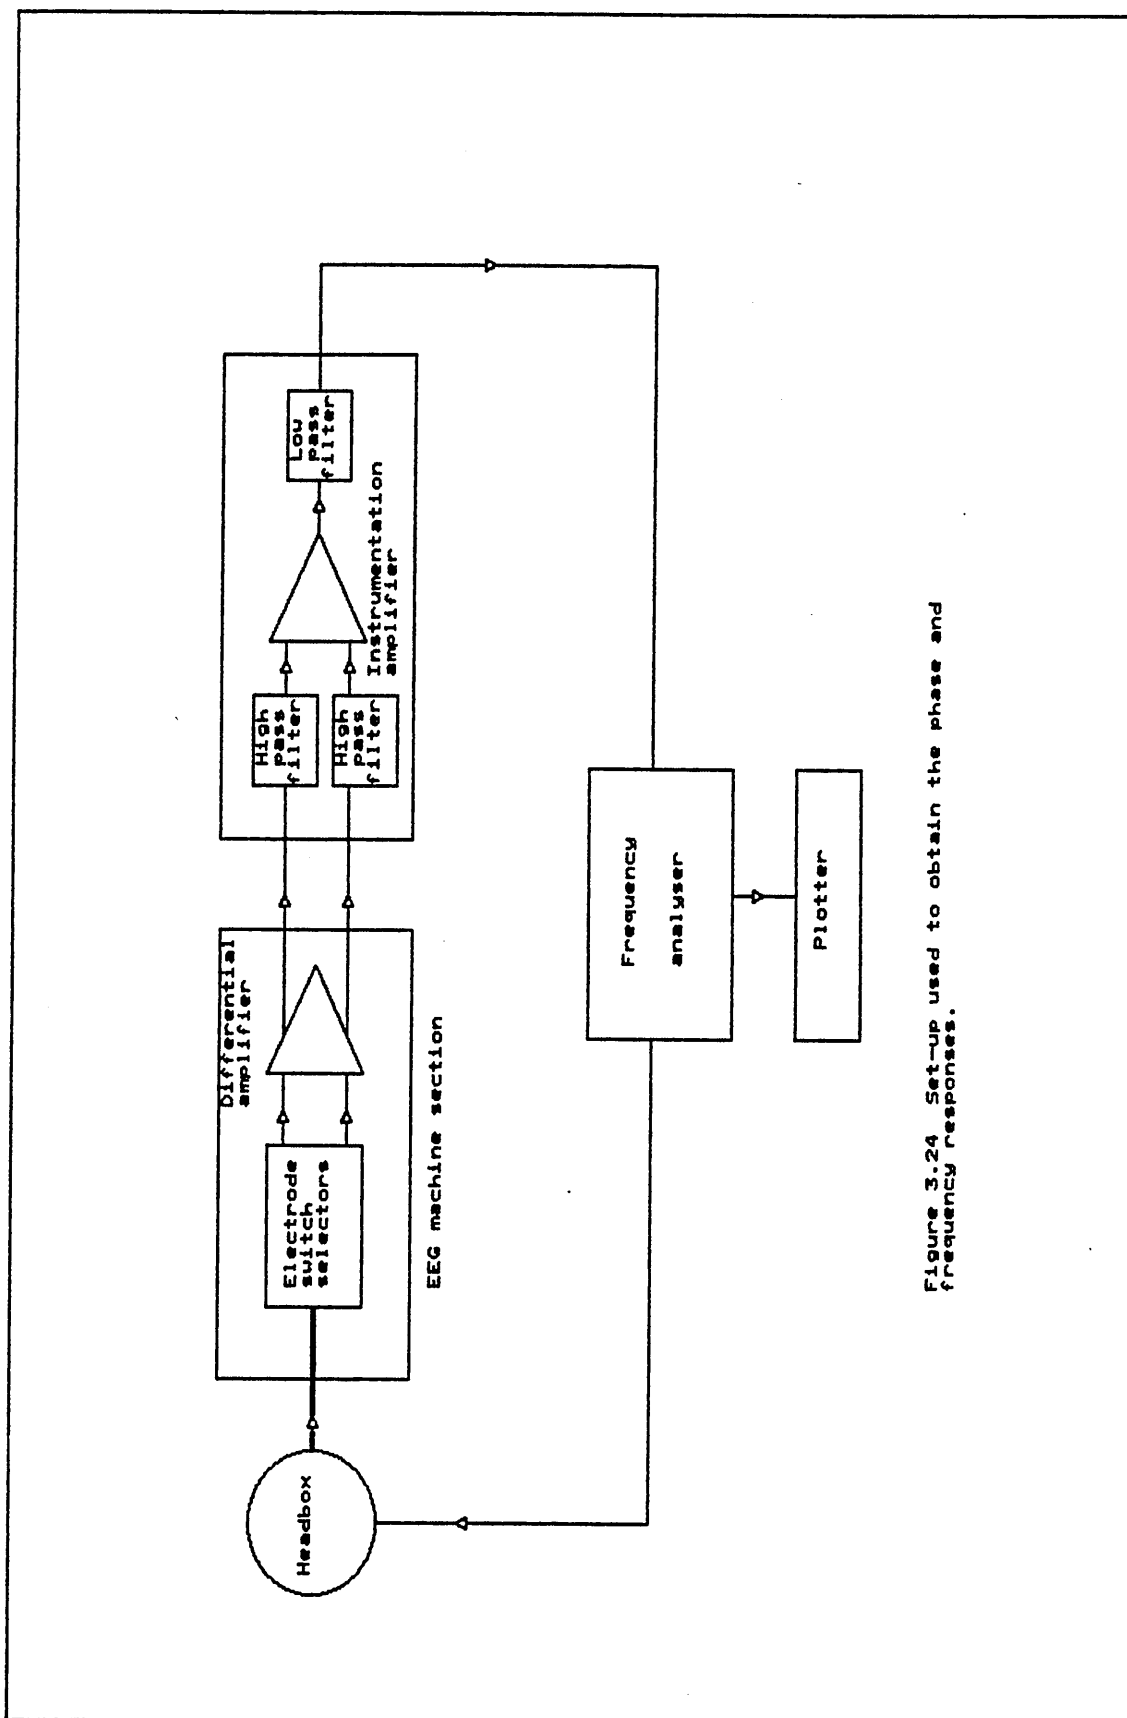 Headbox
Electrode
switch
selectors
Differential
amplifier
EEG machine section
High
pass
filter
High
pass
filter
Instrumentation
amplifier
Low
pass
filter
Frequency
analyser
Plotter
Figure 3.24 Set-up used to obtain the phase and
frequency responses.